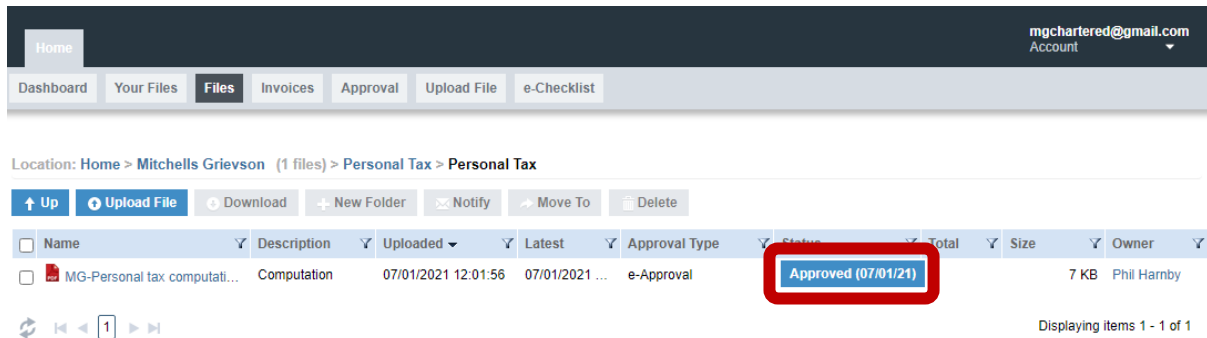 mgchartered@gmail.com
Home Account
Dashboard Your Files Files Invoices Approval Upload File e-Checklist
Location: Home > Mitchells Grievson (1 files) > Personal Tax > Personal Tax
Up Upload File Download New Folder Notify Move To Delete
Name Description Uploaded Latest Approval Type Status Total Size Owner
MG-Personal tax computati... Computation 07/01/2021 12:01:56 07/01/2021 ... e-Approval Approved (07/01/21) 7 KB Phil Harnby
1 Displaying items 1 - 1 of 1